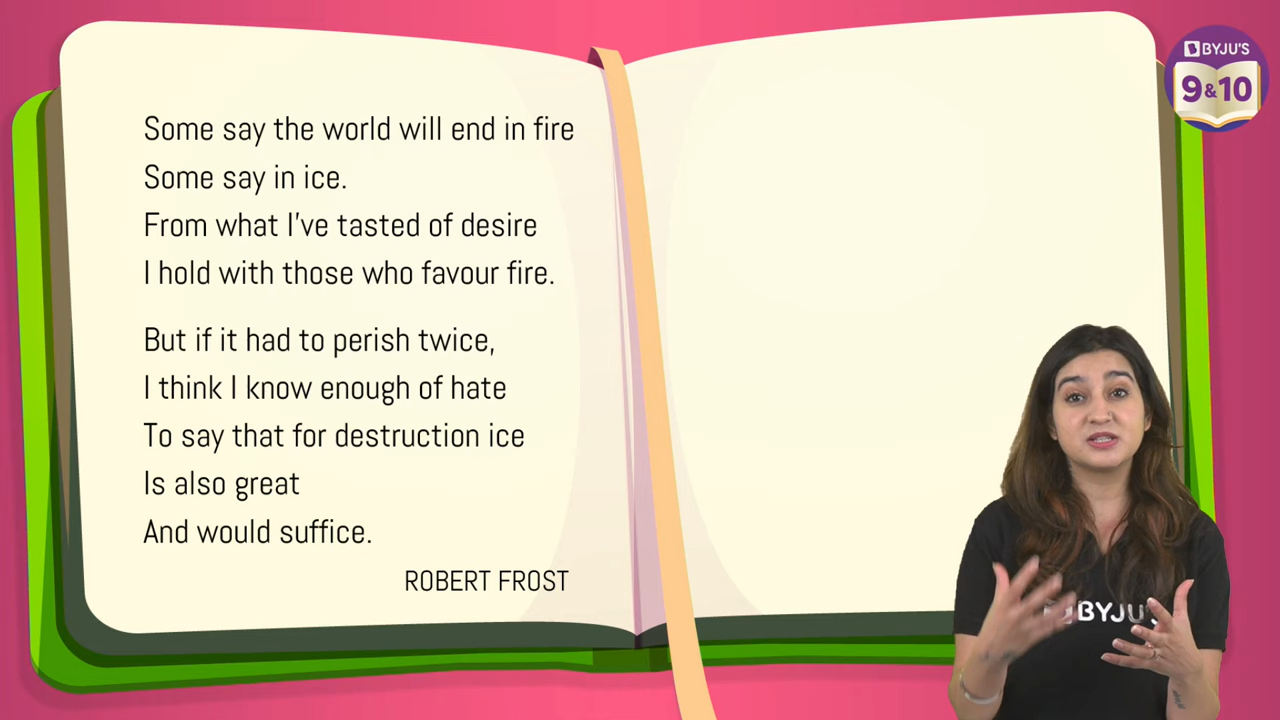 Some say the world will end in fire
Some say in ice.
From what I've tasted of desire
I hold with those who favour fire.
But if it had to perish twice,
I think I know enough of hate
To say that for destruction ice
Is also great
And would suffice.
ROBERT FROST
BYJU'S
9&10
BYJU'S